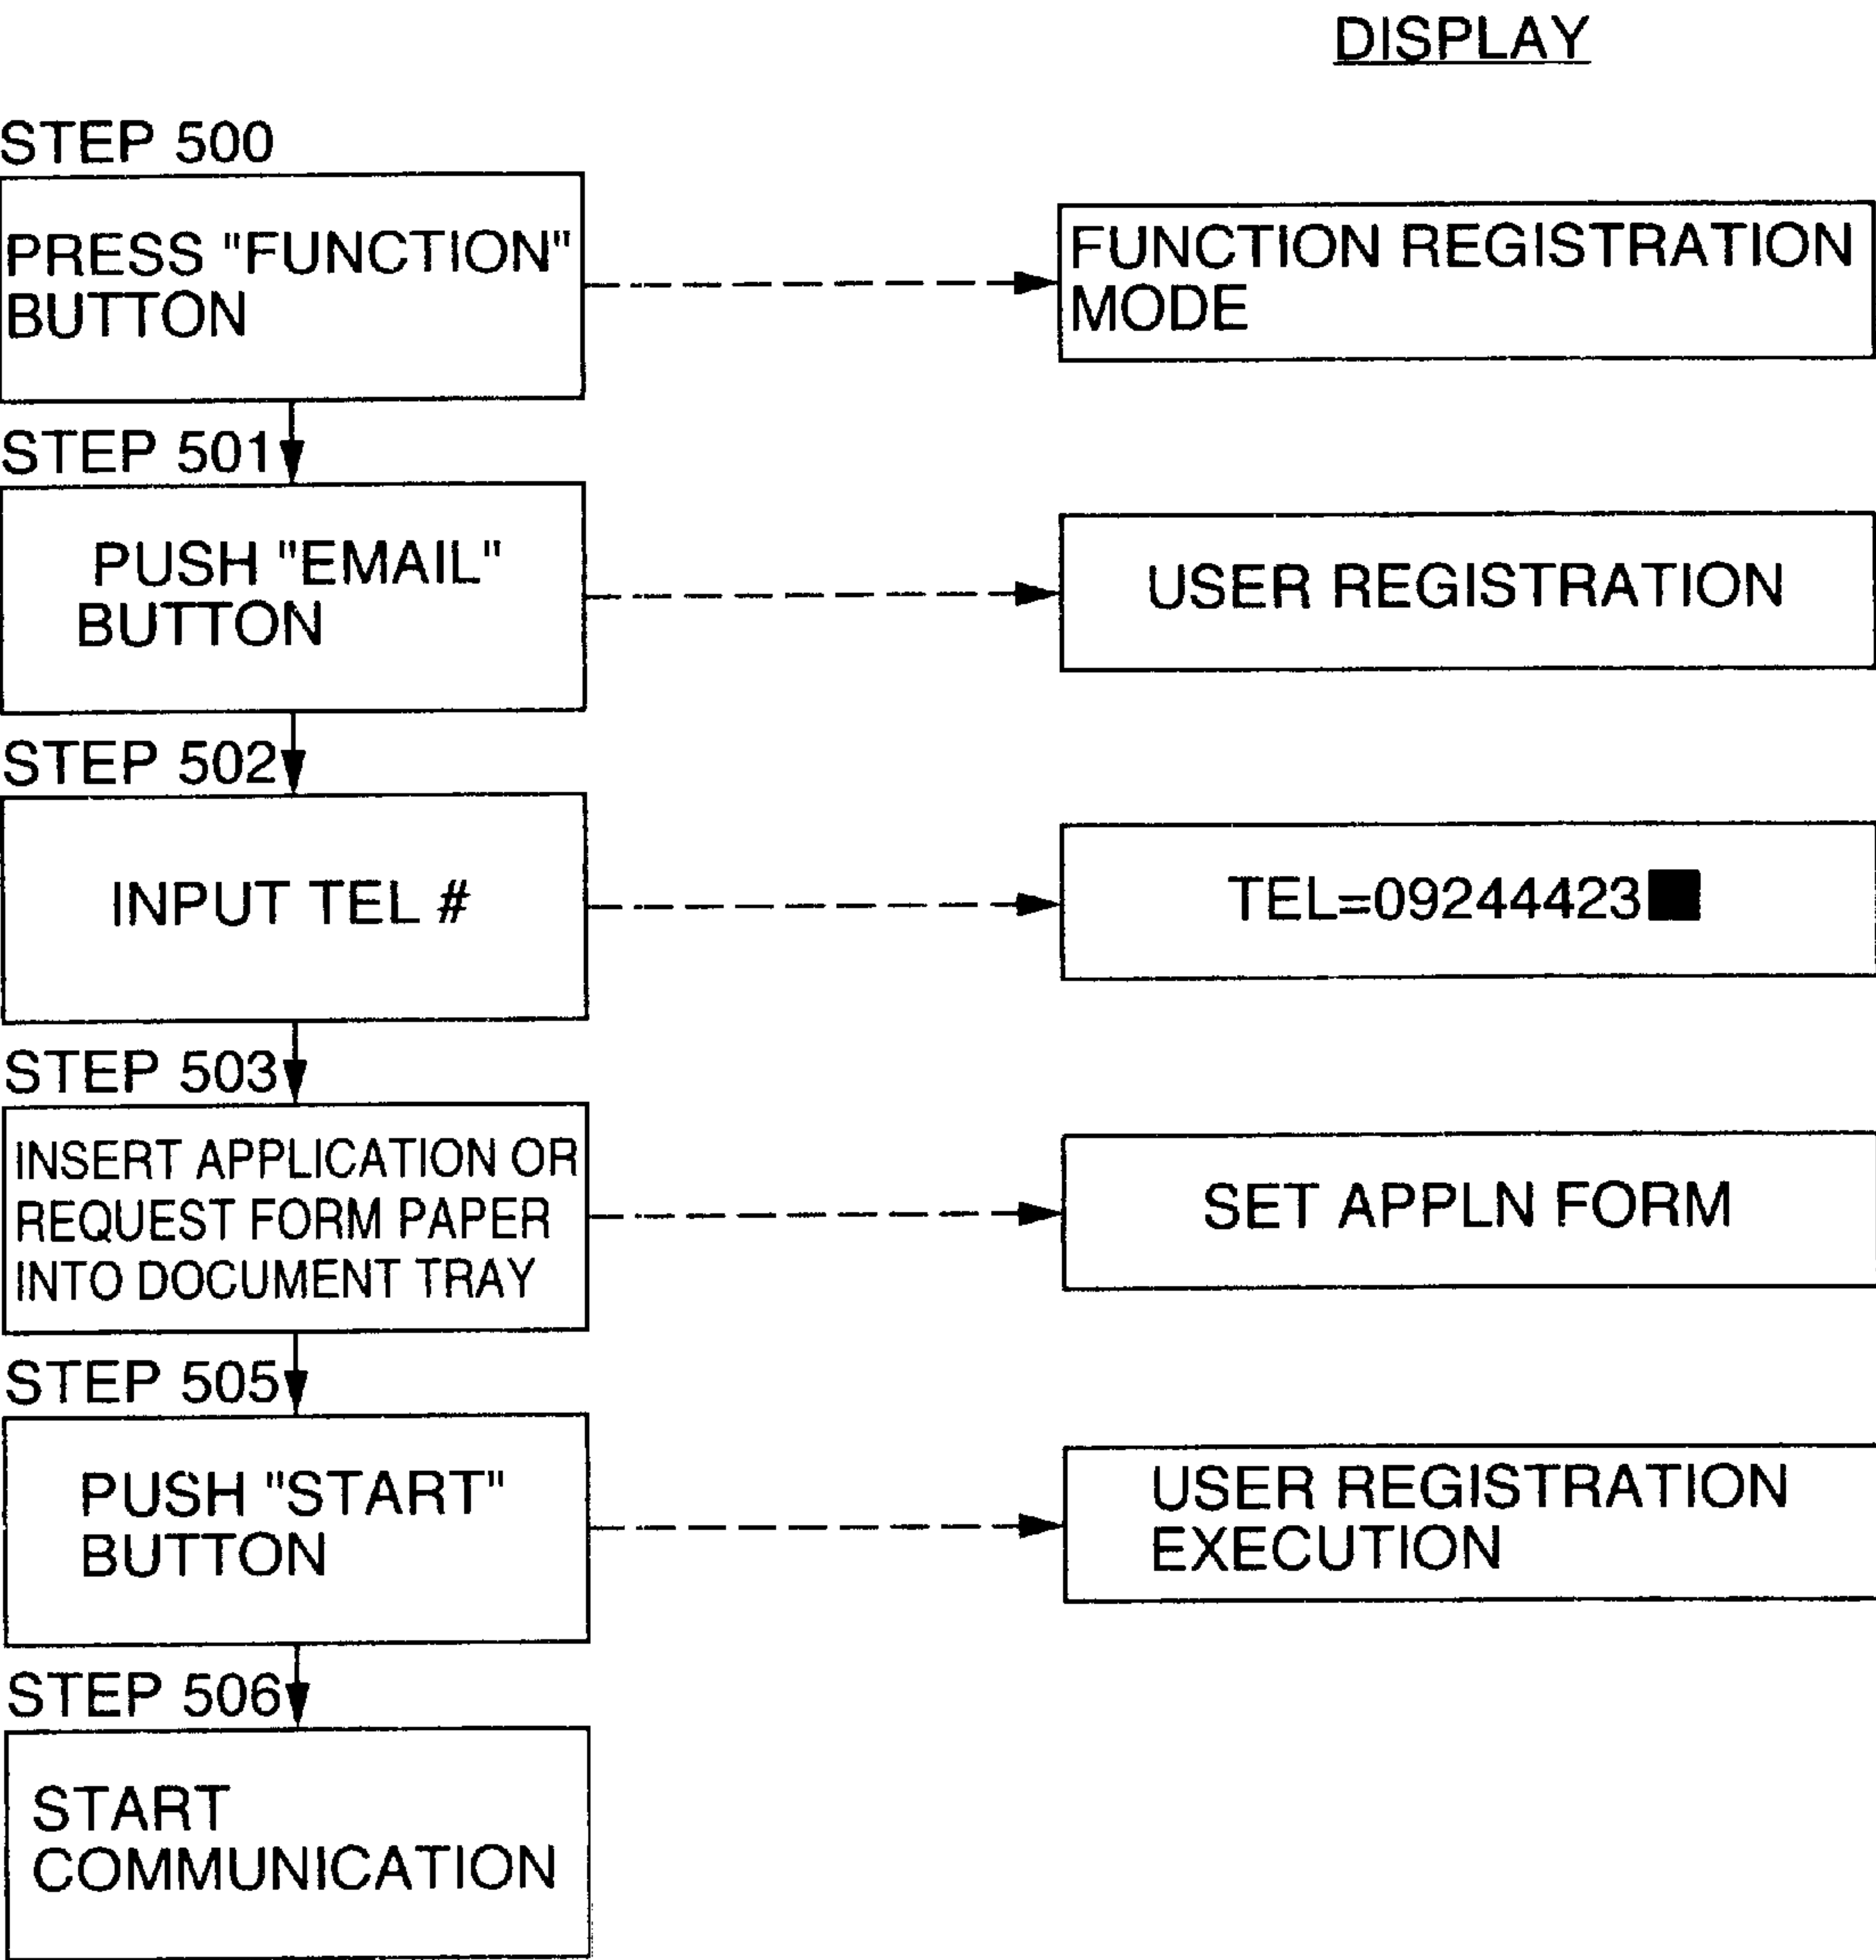 DISPLAY
STEP 500
PRESS "FUNCTION"
BUTTON
FUNCTION REGISTRATION
MODE
STEP 501
PUSH "EMAIL"
BUTTON
USER REGISTRATION
STEP 502
INPUT TEL #
TEL=09244423■
STEP 503
INSERT APPLICATION OR
REQUEST FORM PAPER
INTO DOCUMENT TRAY
SET APPLN FORM
STEP 505
PUSH "START"
BUTTON
USER REGISTRATION
EXECUTION
STEP 506
START
COMMUNICATION